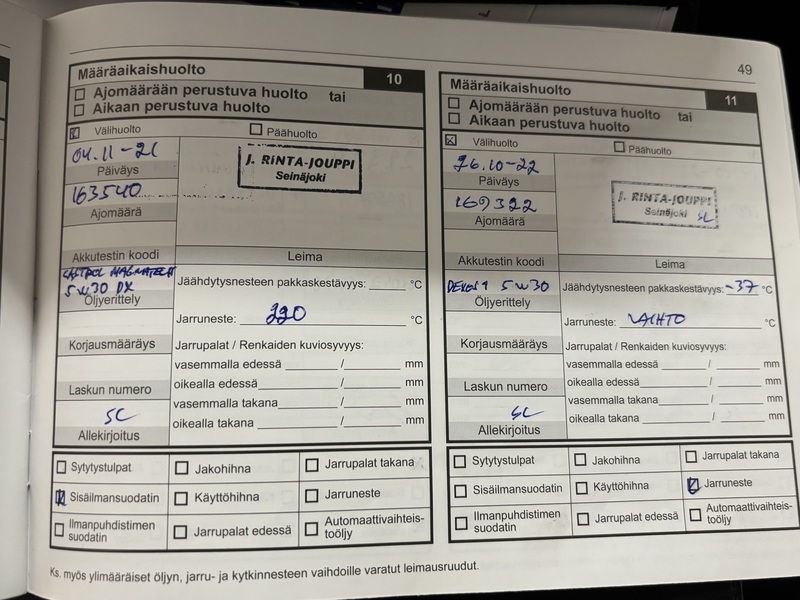 49
Määräaikaishuolto 10
Ajomäärään perustuva huolto tai
Aikaan perustuva huolto
Välihuolto Päähuolto
04.11-21
Päiväys
163540
Ajomäärä
J. RINTA-JOUPPI
Seinäjoki
Akkutestin koodi Leima
CASTROL MAGNATEC
5W30 DX
Öljyerittely
Jäähdytysnesteen pakkaskestävyys: °C
Jarruneste: 220 °C
Korjausmääräys
Jarrupalat / Renkaiden kuviosyvyys:
vasemmalla edessä / mm
Laskun numero
oikealla edessä / mm
vasemmalla takana / mm
SL
oikealla takana / mm
Allekirjoitus
Sytytystulpat Jakohihna Jarrupalat takana
Sisäilmansuodatin Käyttöhihna Jarruneste
Ilmanpuhdistimen suodatin Jarrupalat edessä Automaattivaihteis-
toöljy
Määräaikaishuolto 11
Ajomäärään perustuva huolto tai
Aikaan perustuva huolto
Välihuolto Päähuolto
26.10-22
Päiväys
169322
Ajomäärä
J. RINTA-JOUPPI
Seinäjoki SL
Akkutestin koodi Leima
DEXOS1 5W30
Öljyerittely
Jäähdytysnesteen pakkaskestävyys: -37 °C
Jarruneste: VAIHTO °C
Korjausmääräys
Jarrupalat / Renkaiden kuviosyvyys:
vasemmalla edessä / mm
Laskun numero
oikealla edessä / mm
vasemmalla takana / mm
SL
oikealla takana / mm
Allekirjoitus
Sytytystulpat Jakohihna Jarrupalat takana
Sisäilmansuodatin Käyttöhihna Jarruneste
Ilmanpuhdistimen suodatin Jarrupalat edessä Automaattivaihteis-
toöljy
Ks. myös ylimääräiset öljyn, jarru- ja kytkinnesteen vaihdoille varatut leimausruudut.